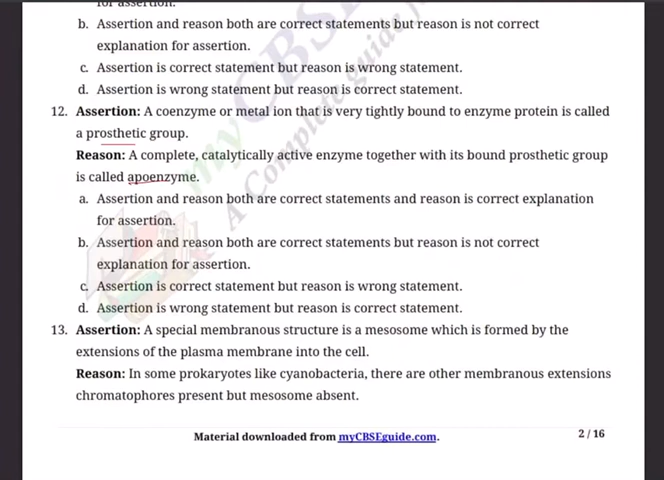 for assertion.
b. Assertion and reason both are correct statements but reason is not correct
explanation for assertion.
c. Assertion is correct statement but reason is wrong statement.
d. Assertion is wrong statement but reason is correct statement.
12. Assertion: A coenzyme or metal ion that is very tightly bound to enzyme protein is called
a prosthetic group.
Reason: A complete, catalytically active enzyme together with its bound prosthetic group
is called apoenzyme.
a. Assertion and reason both are correct statements and reason is correct explanation
for assertion.
b. Assertion and reason both are correct statements but reason is not correct
explanation for assertion.
c. Assertion is correct statement but reason is wrong statement.
d. Assertion is wrong statement but reason is correct statement.
13. Assertion: A special membranous structure is a mesosome which is formed by the
extensions of the plasma membrane into the cell.
Reason: In some prokaryotes like cyanobacteria, there are other membranous extensions
chromatophores present but mesosome absent.
Material downloaded from myCBSEguide.com.
2 / 16
myCBSE
A Complete guide